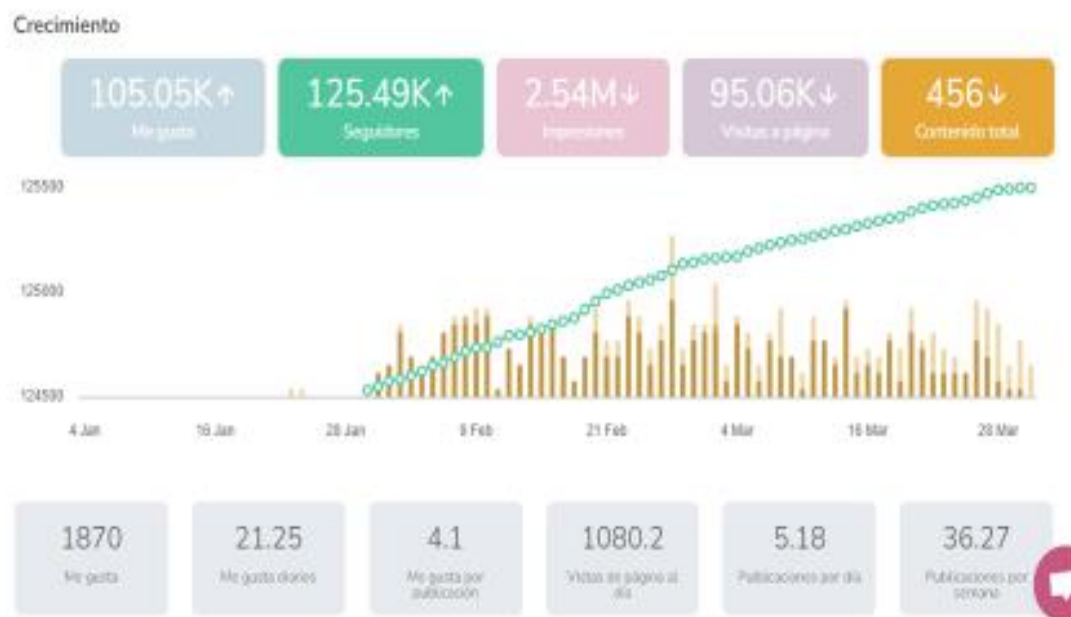 Crecimiento
105.05K↑ 125.49K↑ 2.54M↓ 95.06K↓ 456↓
Me gusta Seguidores Impresiones Visitas a página Contenido total
125500
125000
124500
4 Jan 16 Jan 28 Jan 9 Feb 21 Feb 4 Mar 16 Mar 28 Mar
1870 21.25 4.1 1080.2 5.18 36.27
Me gusta Me gusta diarios Me gusta por Vistas de página al Publicaciones por día Publicaciones por
publicación día semana